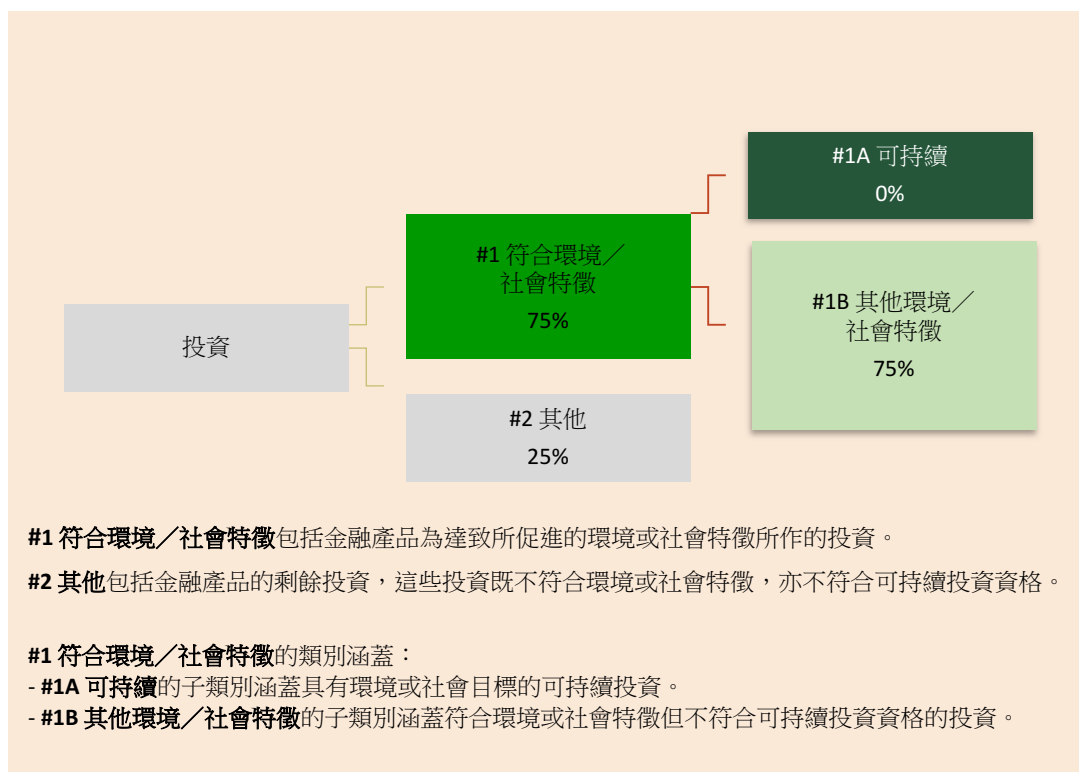 #1A 可持續
0%
#1 符合環境／
社會特徵
75%
#1B 其他環境／
社會特徵
75%
投資
#2 其他
25%
#1 符合環境／社會特徵包括金融產品為達致所促進的環境或社會特徵所作的投資。
#2 其他包括金融產品的剩餘投資，這些投資既不符合環境或社會特徵，亦不符合可持續投資資格。
#1 符合環境／社會特徵的類別涵蓋：
- #1A 可持續的子類別涵蓋具有環境或社會目標的可持續投資。
- #1B 其他環境／社會特徵的子類別涵蓋符合環境或社會特徵但不符合可持續投資資格的投資。